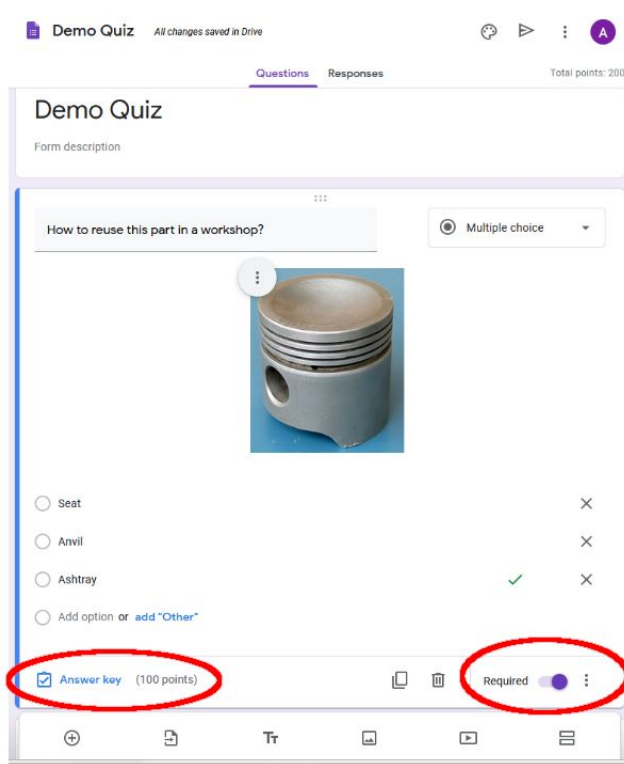 Demo Quiz All changes saved in Drive A
Questions Responses Total points: 200
Demo Quiz
Form description
How to reuse this part in a workshop? Multiple choice
Seat
Anvil
Ashtray
Add option or add "Other"
Answer key (100 points) Required
Tт